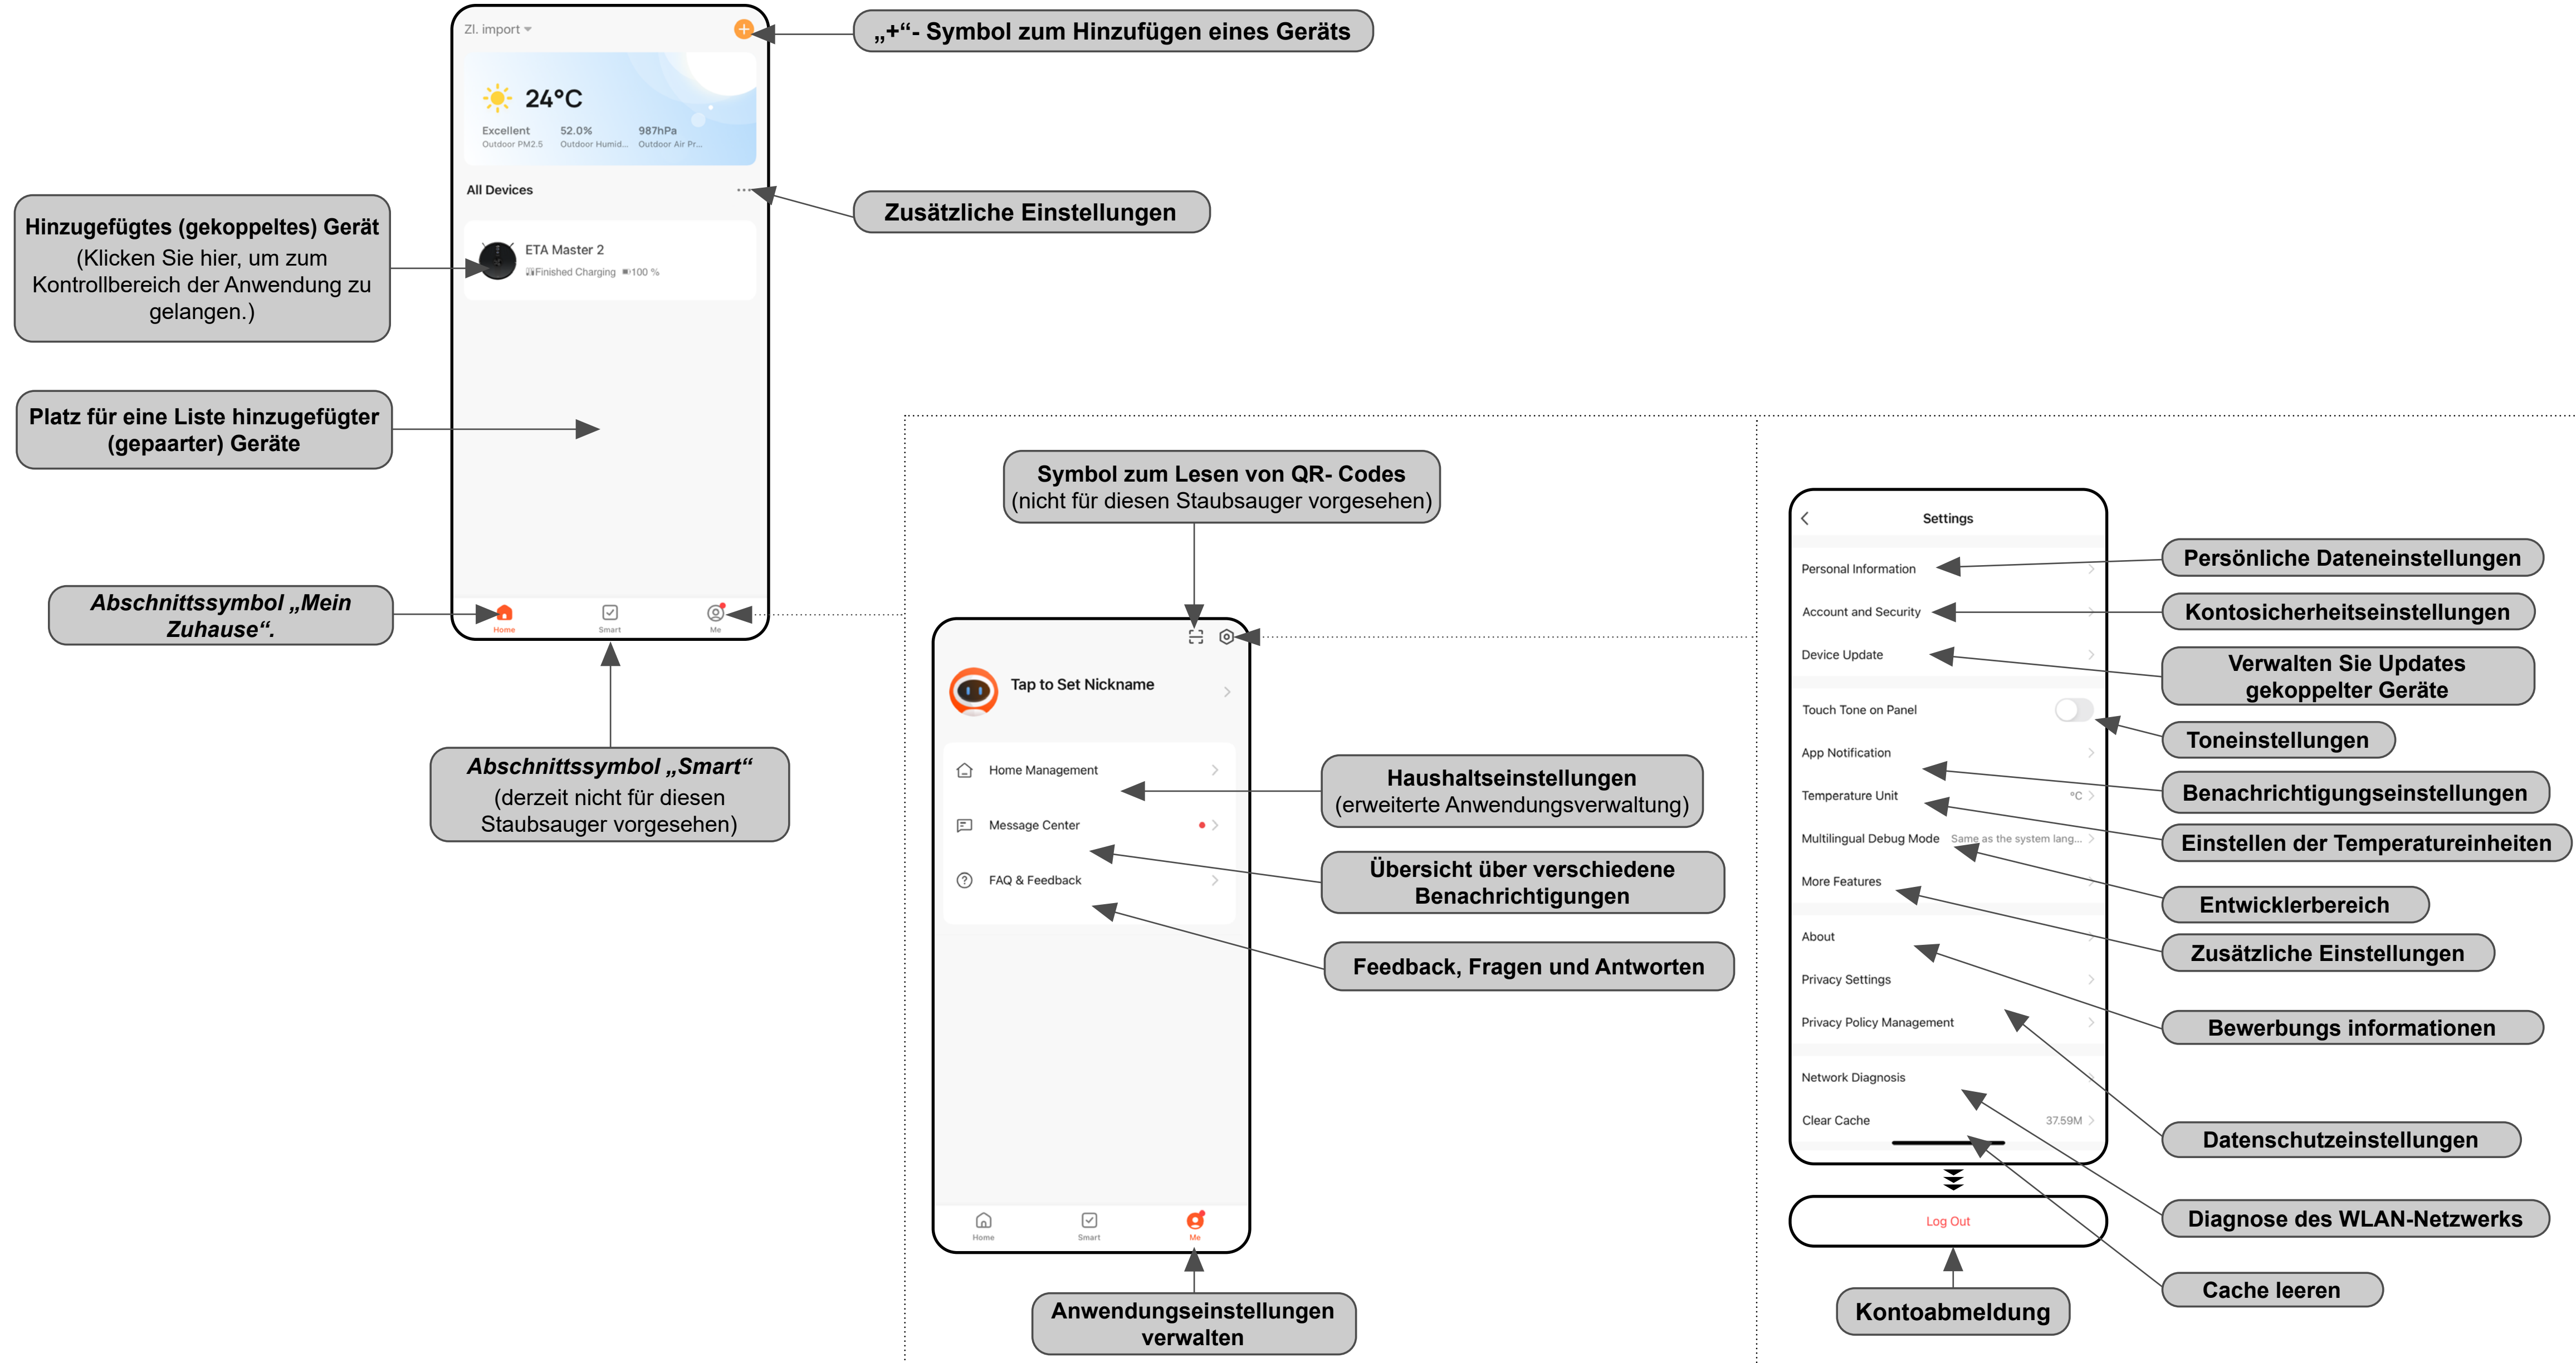 ZI. import
„+“- Symbol zum Hinzufügen eines Geräts
24°C
Excellent 52.0% 987hPa
Outdoor PM2.5 Outdoor Humid... Outdoor Air Pr...
All Devices
Zusätzliche Einstellungen
Hinzugefügtes (gekoppeltes) Gerät
(Klicken Sie hier, um zum
Kontrollbereich der Anwendung zu
gelangen.)
ETA Master 2
Finished Charging 100 %
Platz für eine Liste hinzugefügter
(gepaarter) Geräte
Abschnittssymbol „Mein
Zuhause“.
Home Smart Me
Abschnittssymbol „Smart“
(derzeit nicht für diesen
Staubsauger vorgesehen)
Symbol zum Lesen von QR- Codes
(nicht für diesen Staubsauger vorgesehen)
Tap to Set Nickname
Home Management
Message Center
FAQ & Feedback
Haushaltseinstellungen
(erweiterte Anwendungsverwaltung)
Übersicht über verschiedene
Benachrichtigungen
Feedback, Fragen und Antworten
Home Smart Me
Anwendungseinstellungen
verwalten
Settings
Personal Information
Account and Security
Device Update
Touch Tone on Panel
App Notification
Temperature Unit °C
Multilingual Debug Mode Same as the system lang...
More Features
About
Privacy Settings
Privacy Policy Management
Network Diagnosis
Clear Cache 37.59M
Log Out
Kontoabmeldung
Persönliche Dateneinstellungen
Kontosicherheitseinstellungen
Verwalten Sie Updates
gekoppelter Geräte
Toneinstellungen
Benachrichtigungseinstellungen
Einstellen der Temperatureinheiten
Entwicklerbereich
Zusätzliche Einstellungen
Bewerbungs informationen
Datenschutzeinstellungen
Diagnose des WLAN-Netzwerks
Cache leeren